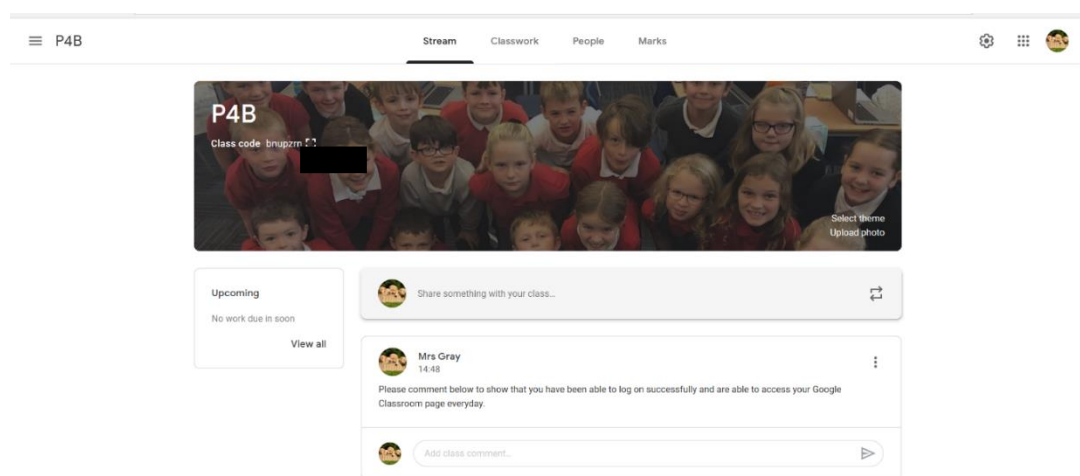 P4B
Stream Classwork People Marks
P4B
Class code bnupzrn
Select theme
Upload photo
Upcoming
No work due in soon
View all
Share something with your class...
Mrs Gray
14:48
Please comment below to show that you have been able to log on successfully and are able to access your Google
Classroom page everyday.
Add class comment...